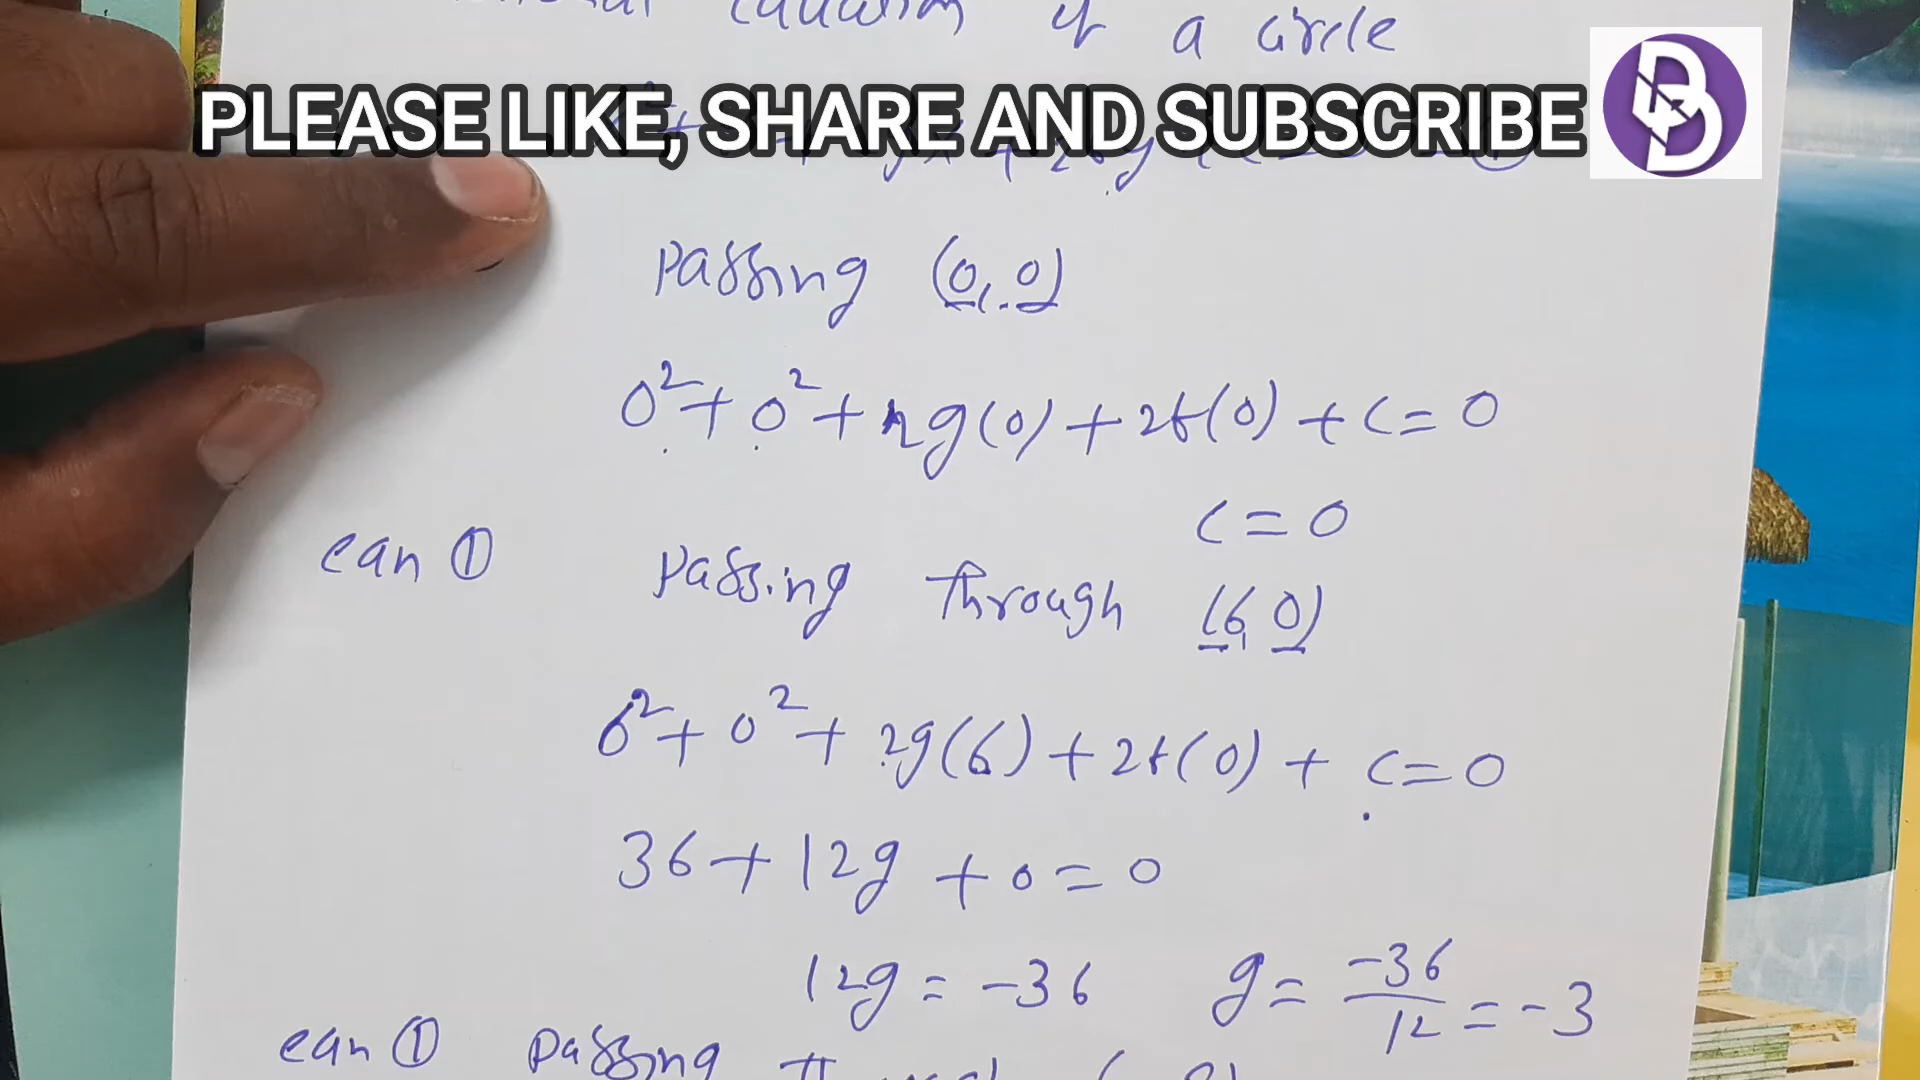 equation of a circle
PLEASE LIKE, SHARE AND SUBSCRIBE
Passing (0, 0)
0² + 0² + 2g(0) + 2f(0) + c = 0
c = 0
eqn ① Passing through (6, 0)
6² + 0² + 2g(6) + 2f(0) + c = 0
36 + 12g + 0 = 0
12g = -36 g = -36/12 = -3
eqn ① passing